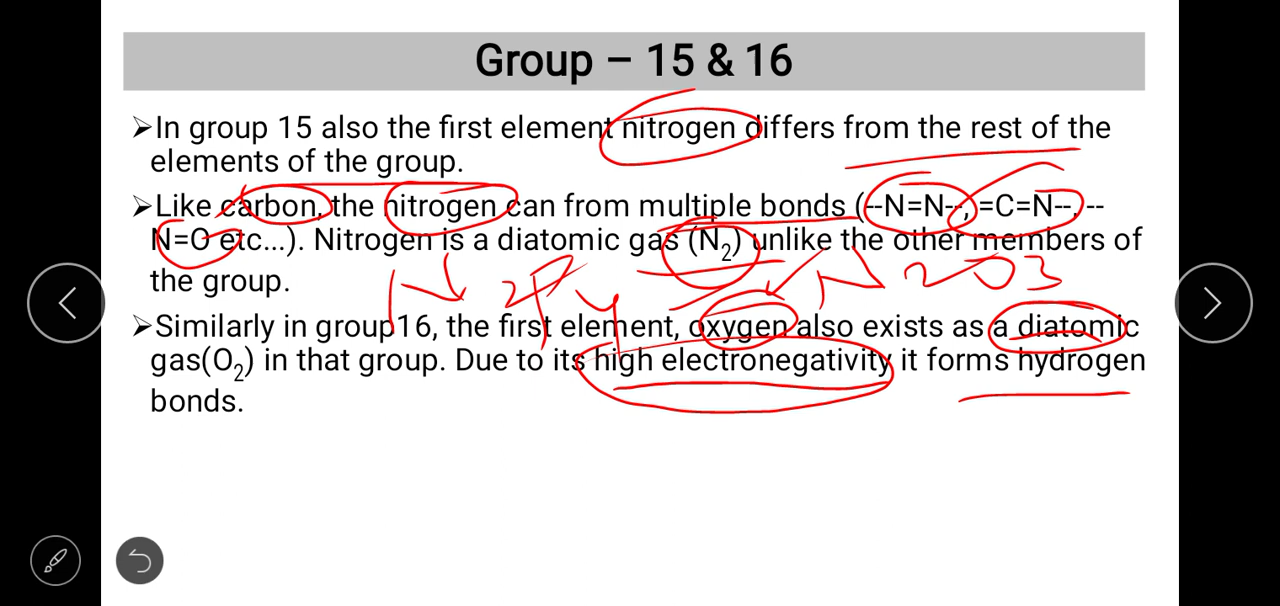 Group – 15 & 16
➢In group 15 also the first element nitrogen differs from the rest of the
elements of the group.
➢Like carbon, the nitrogen can from multiple bonds (--N=N--, =C=N--, --
N=O etc...). Nitrogen is a diatomic gas (N₂) unlike the other members of
the group.
N 2P N 2O3
➢Similarly in group16, the first element, oxygen also exists as a diatomic
gas(O₂) in that group. Due to its high electronegativity it forms hydrogen
bonds.